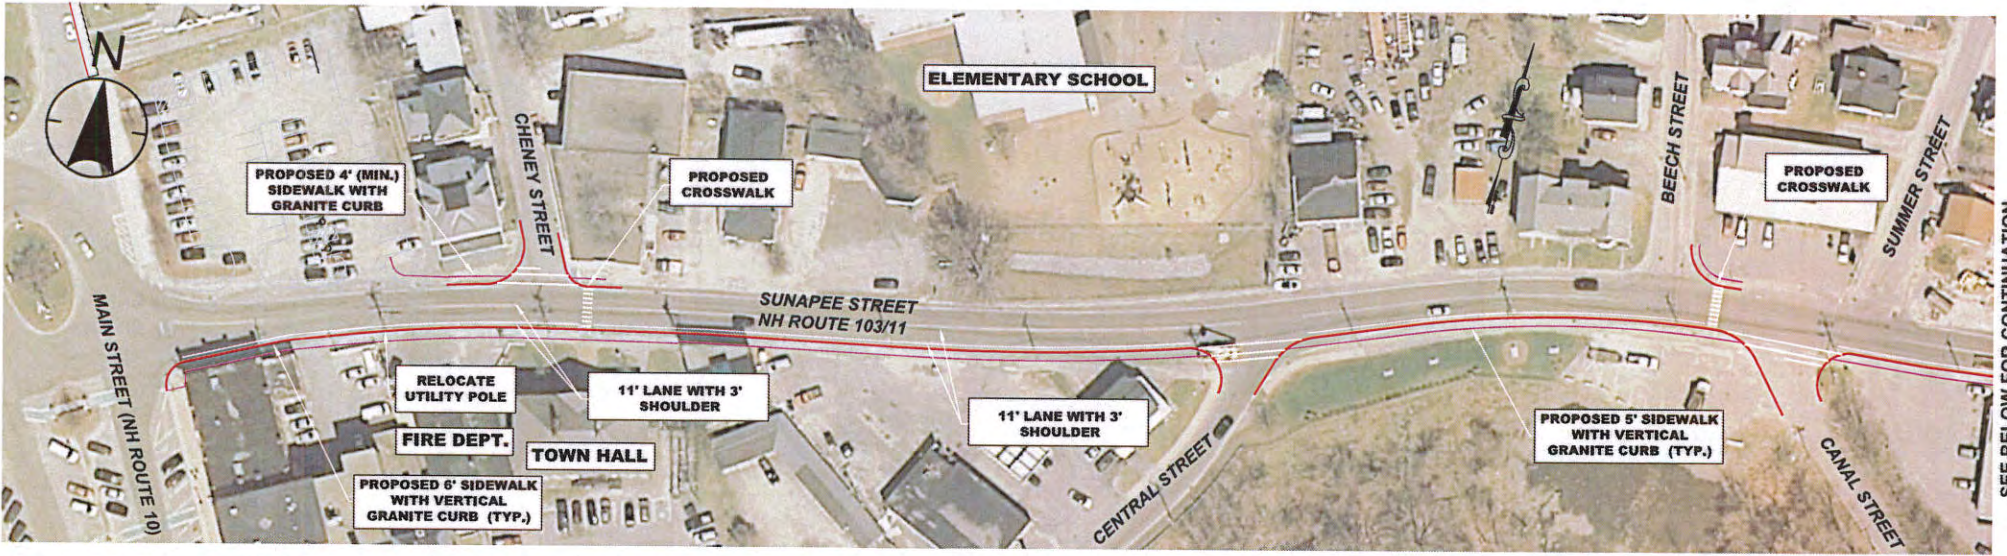 N
ELEMENTARY SCHOOL
CHENEY STREET
BEECH STREET
SUMMER STREET
PROPOSED 4' (MIN.)
SIDEWALK WITH
GRANITE CURB
PROPOSED
CROSSWALK
PROPOSED
CROSSWALK
SUNAPEE STREET
NH ROUTE 103/11
MAIN STREET (NH ROUTE 10)
RELOCATE
UTILITY POLE
11' LANE WITH 3'
SHOULDER
11' LANE WITH 3'
SHOULDER
PROPOSED 5' SIDEWALK
WITH VERTICAL
GRANITE CURB (TYP.)
FIRE DEPT.
TOWN HALL
PROPOSED 6' SIDEWALK
WITH VERTICAL
GRANITE CURB (TYP.)
CENTRAL STREET
CANAL STREET
SEE BELOW FOR CONTINUATION